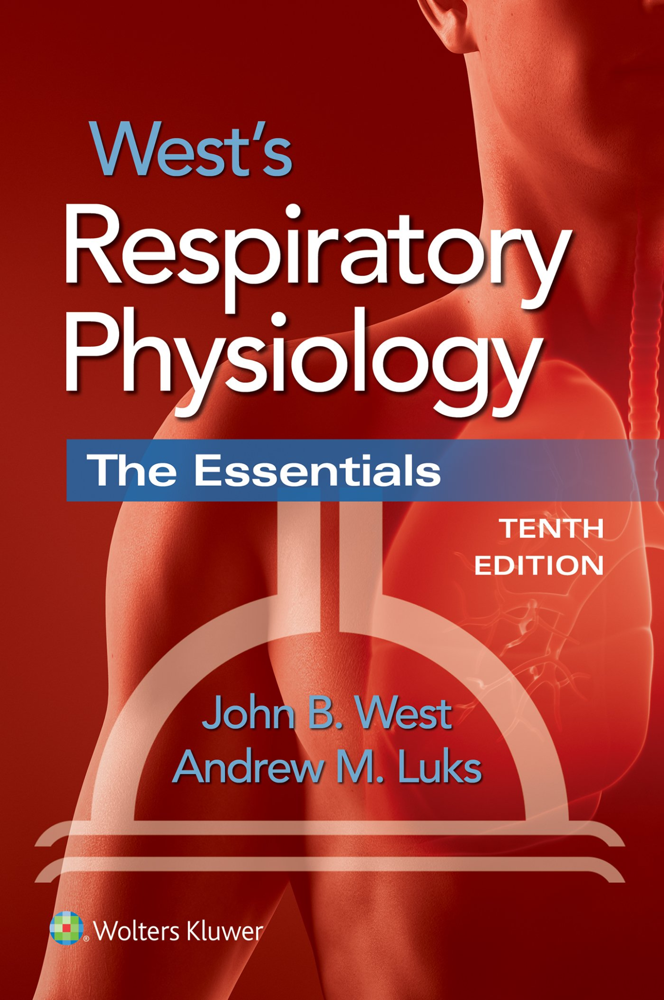 West’s
Respiratory
Physiology
The Essentials
TENTH
EDITION
John B. West
Andrew M. Luks
® Wolters Kluwer